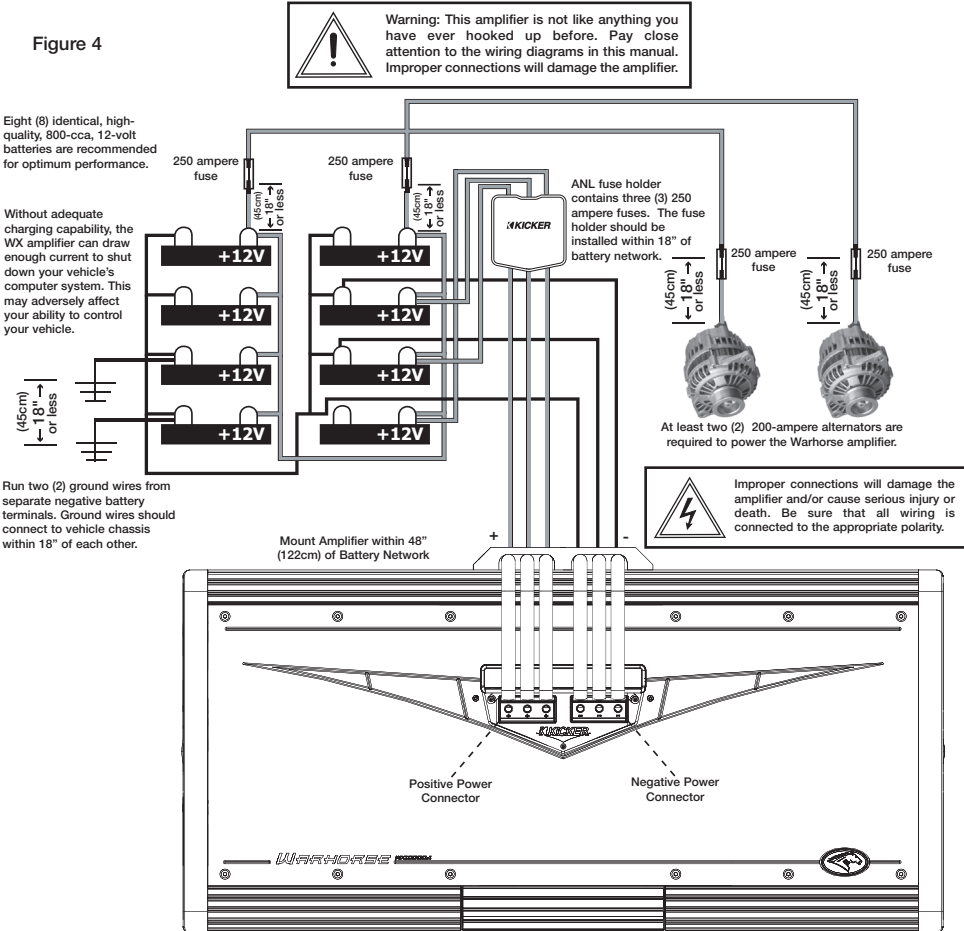 Figure 4
Warning: This amplifier is not like anything you
have ever hooked up before. Pay close
attention to the wiring diagrams in this manual.
Improper connections will damage the amplifier.
Eight (8) identical, high-
quality, 800-cca, 12-volt
batteries are recommended
for optimum performance.
Without adequate
charging capability, the
WX amplifier can draw
enough current to shut
down your vehicle's
computer system. This
may adversely affect
your ability to control
your vehicle.
(45cm)
18"
or less
Run two (2) ground wires from
separate negative battery
terminals. Ground wires should
connect to vehicle chassis
within 18" of each other.
250 ampere
fuse
(45cm)
18"
or less
250 ampere
fuse
(45cm)
18"
or less
+12V
+12V
+12V
+12V
+12V
+12V
+12V
+12V
KICKER
ANL fuse holder
contains three (3) 250
ampere fuses. The fuse
holder should be
installed within 18" of
battery network.
250 ampere
fuse
(45cm)
18"
or less
250 ampere
fuse
(45cm)
18"
or less
At least two (2) 200-ampere alternators are
required to power the Warhorse amplifier.
Improper connections will damage the
amplifier and/or cause serious injury or
death. Be sure that all wiring is
connected to the appropriate polarity.
Mount Amplifier within 48"
(122cm) of Battery Network
+
-
KICKER
Positive Power
Connector
Negative Power
Connector
WARHORSE